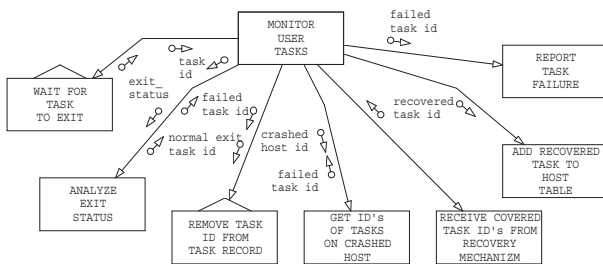 MONITOR
USER
TASKS
failed
task id
task
id
exit_
status
WAIT FOR
TASK
TO EXIT
REPORT
TASK
FAILURE
failed
task id
normal exit
task id
crashed
host id
failed
task id
recovered
task id
ADD RECOVERED
TASK TO
HOST
TABLE
ANALYZE
EXIT
STATUS
REMOVE TASK
ID FROM
TASK RECORD
GET ID's
OF TASKS
ON CRASHED
HOST
RECEIVE COVERED
TASK ID's FROM
RECOVERY
MECHANIZM